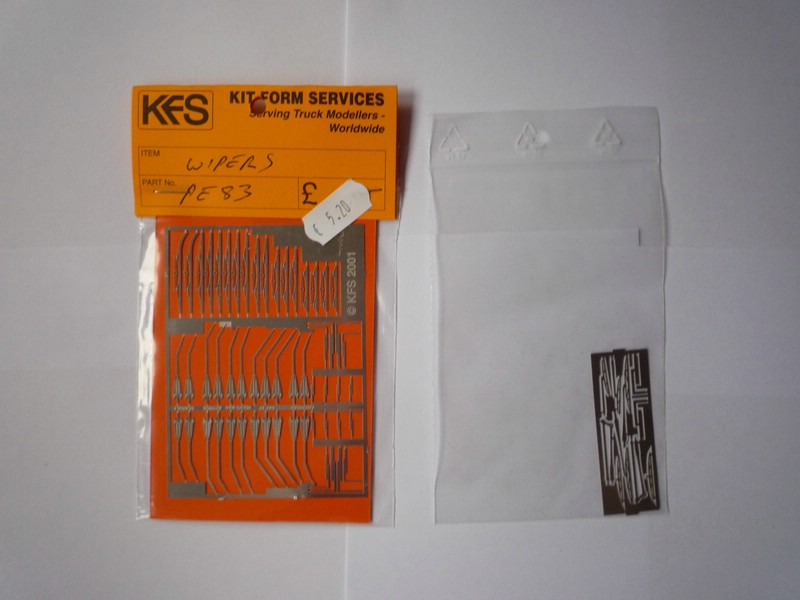 KFS
KIT FORM SERVICES
Serving Truck Modellers -
Worldwide
ITEM WIPERS
PART No. PE83 £
€ 5.20
© KFS 2001